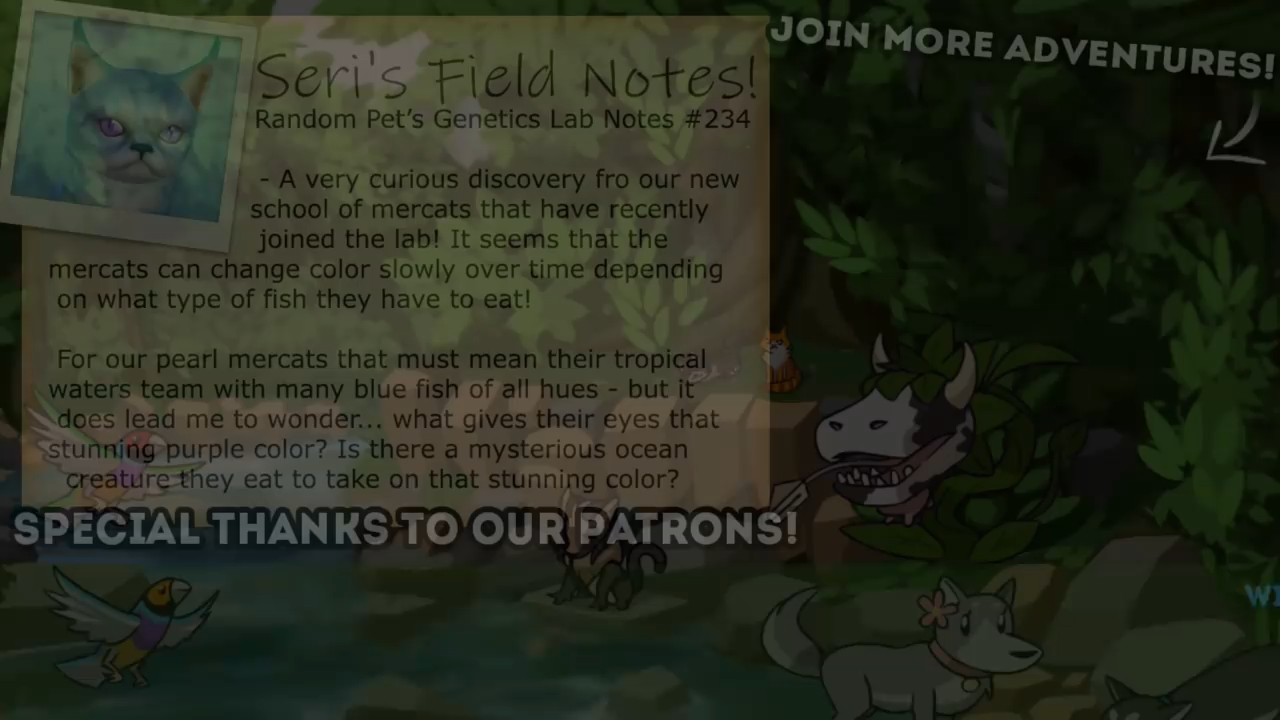 JOIN MORE ADVENTURES!
Seri's Field Notes!
Random Pet's Genetics Lab Notes #234
- A very curious discovery fro our new
school of mercats that have recently
joined the lab! It seems that the
mercats can change color slowly over time depending
on what type of fish they have to eat!
For our pearl mercats that must mean their tropical
waters team with many blue fish of all hues - but it
does lead me to wonder... what gives their eyes that
stunning purple color? Is there a mysterious ocean
creature they eat to take on that stunning color?
SPECIAL THANKS TO OUR PATRONS!